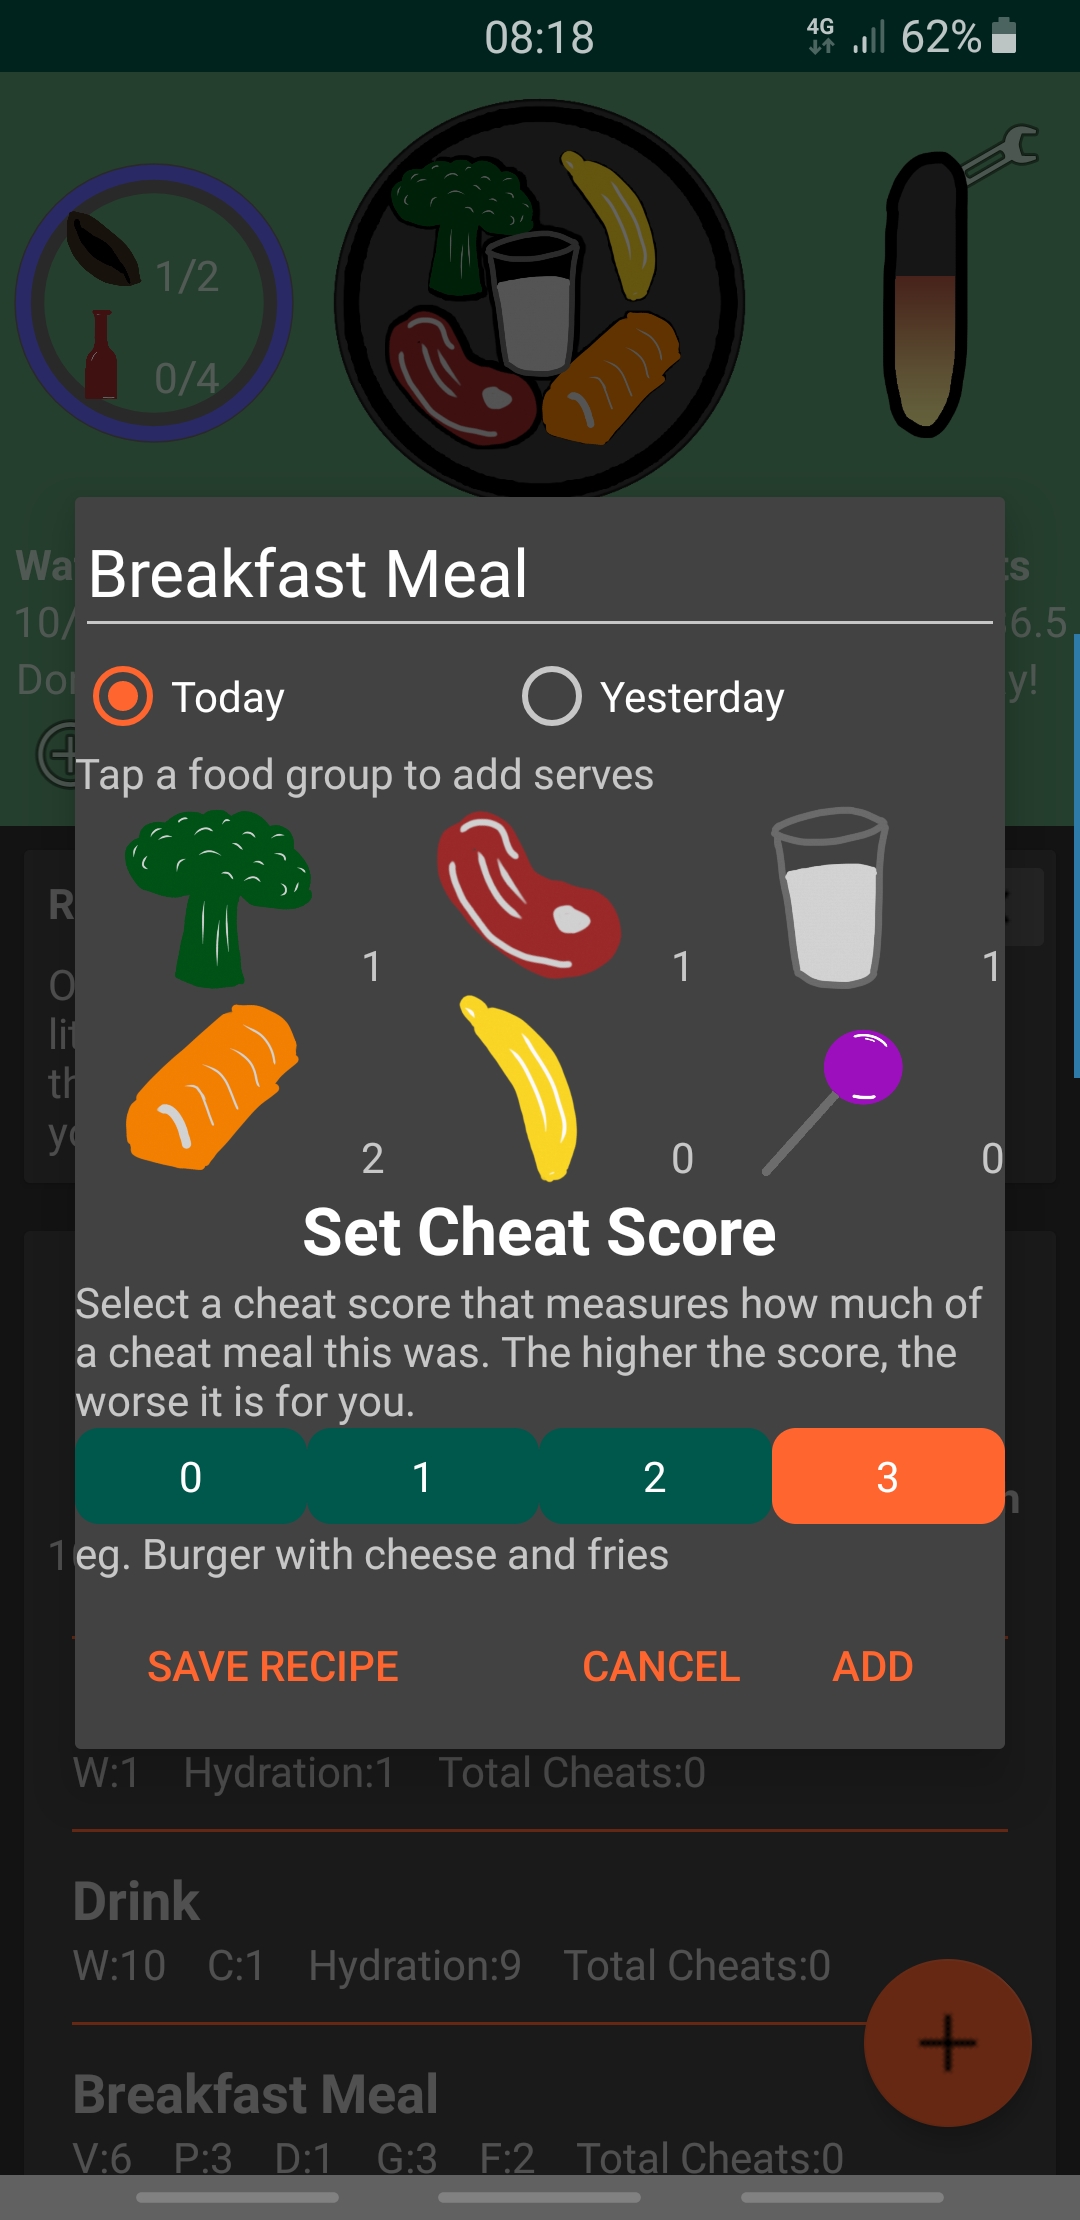 08:18
4G
62%
1/2
0/4
Breakfast Meal
10/
6.5
y!
Today
Yesterday
Tap a food group to add serves
1
1
1
2
0
0
Set Cheat Score
Select a cheat score that measures how much of
a cheat meal this was. The higher the score, the
worse it is for you.
0
1
2
3
eg. Burger with cheese and fries
SAVE RECIPE
CANCEL
ADD
W:1 Hydration:1 Total Cheats:0
Drink
W:10 C:1 Hydration:9 Total Cheats:0
Breakfast Meal
V:6 P:3 D:1 G:3 F:2 Total Cheats:0